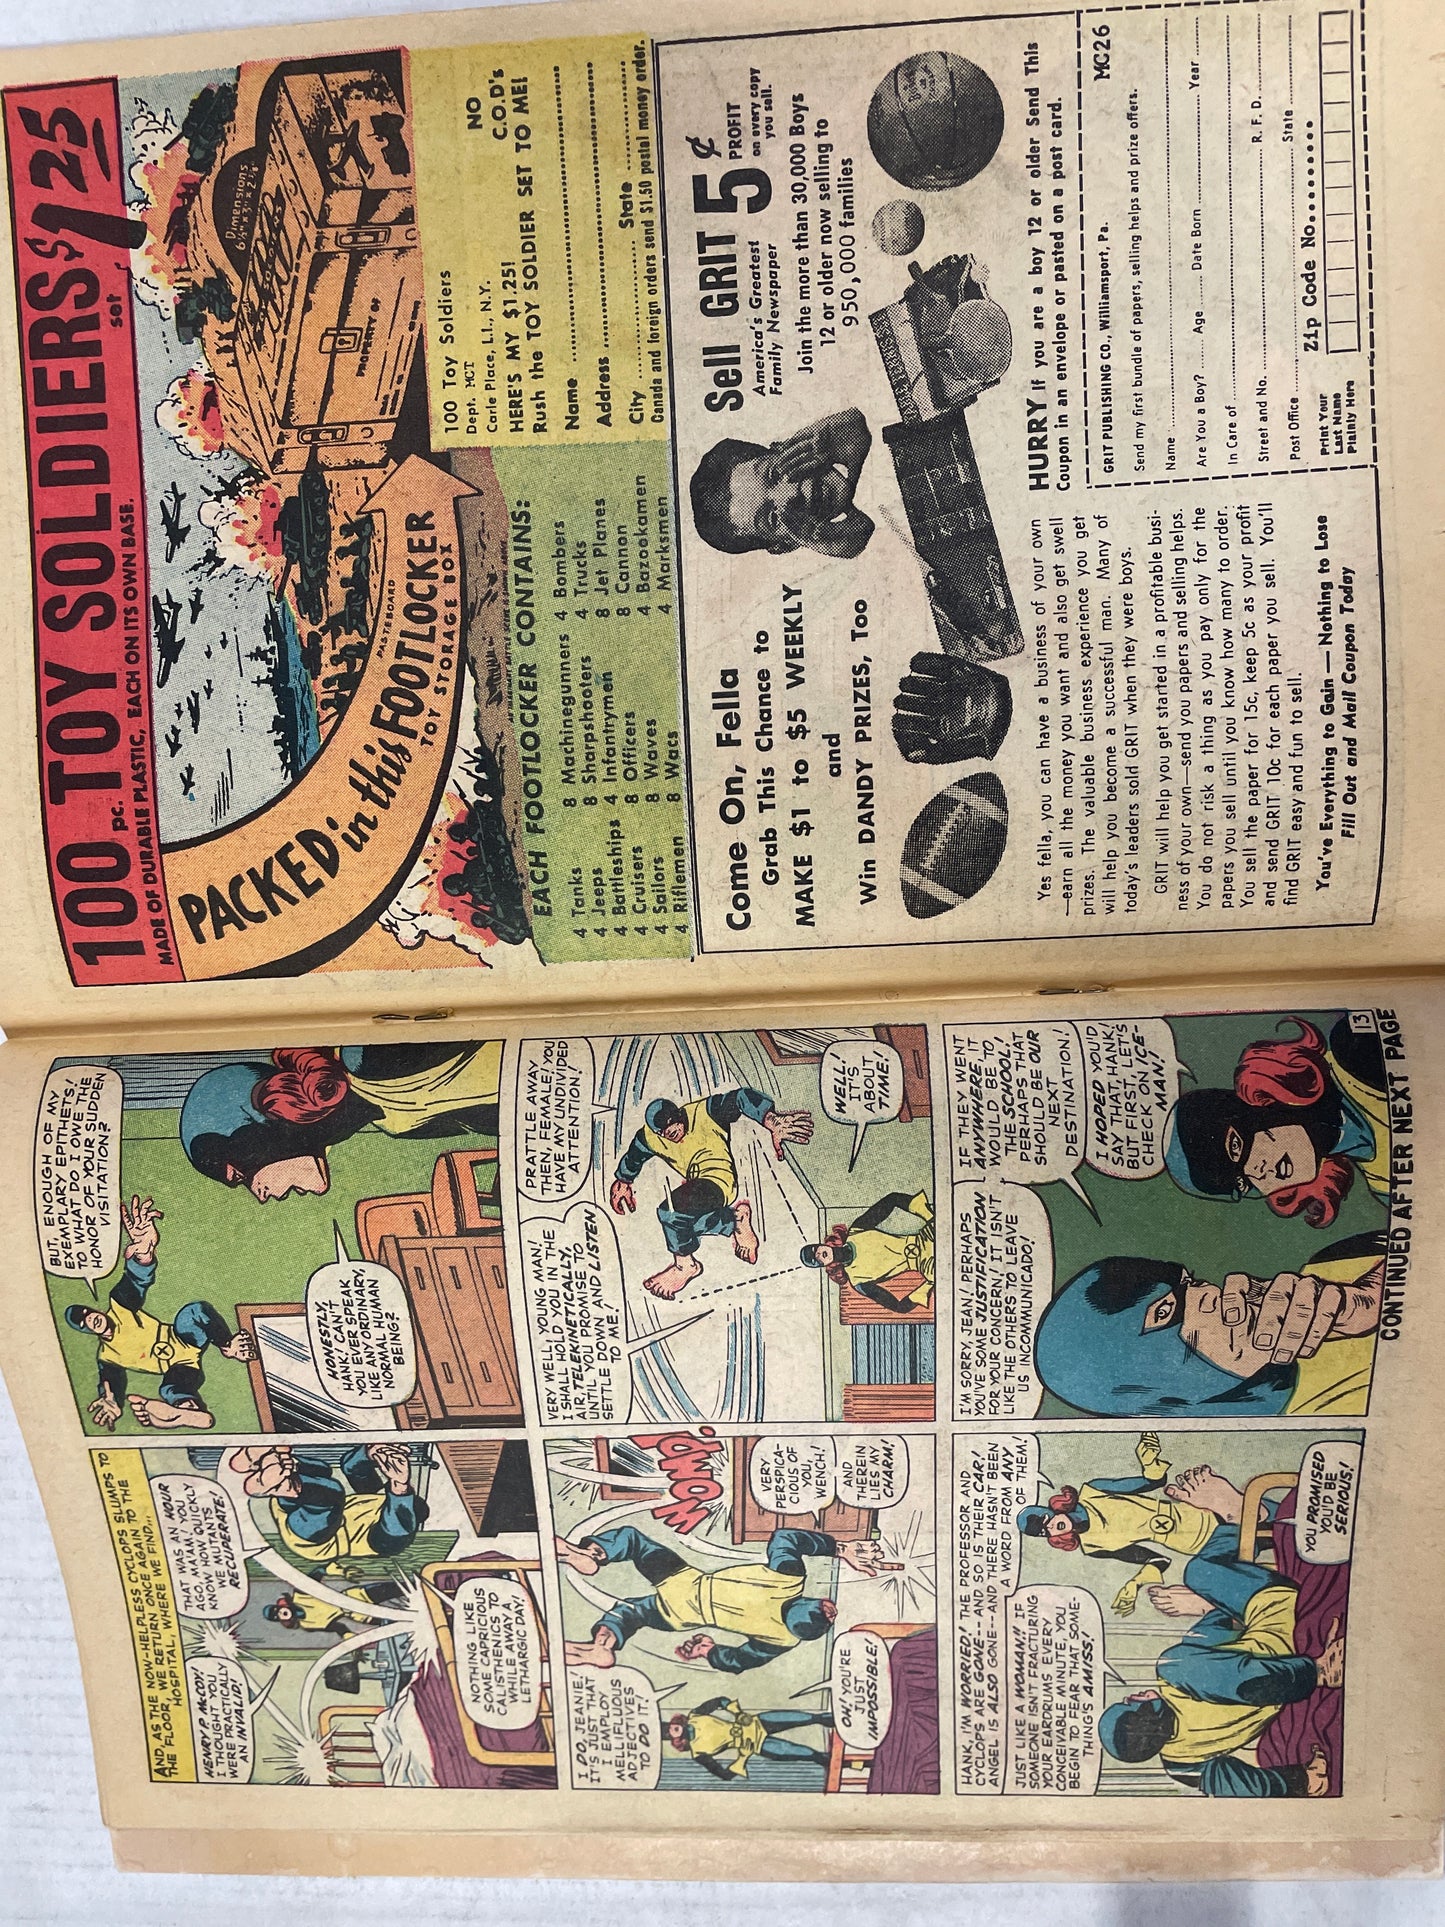 AND, AS THE NOW-HELPLESS CYCLOPS SLUMPS TO
THE FLOOR, WE RETURN ONCE AGAIN TO THE
HOSPITAL, WHERE WE FIND...
HENRY P. McCOY!
I THOUGHT YOU
WERE PRACTICALLY
AN INVALID!
THAT WAS AN HOUR
AGO, MA'AM! YOU
KNOW HOW QUICKLY
WE MUTANTS
RECUPERATE!
NOTHING LIKE
SOME CAPRICIOUS
CALISTHENICS TO
WHILE AWAY A
LETHARGIC DAY!
BUT, ENOUGH OF MY
EXEMPLARY EPITHETS!
TO WHAT DO I OWE THE
HONOR OF YOUR SUDDEN
VISITATION?
HONESTLY,
HANK! CAN'T
YOU EVER SPEAK
LIKE ANY ORDINARY,
NORMAL HUMAN
BEING?
I DO, JEANIE!
IT'S JUST THAT
I EMPLOY
MELLIFLUOUS
ADJECTIVES
TO DO IT!
WOMP!
OH! YOU'RE
JUST
IMPOSSIBLE!
VERY
PERSPICA-
CIOUS OF
YOU,
WENCH!
AND
THEREIN
LIES MY
CHARM!
VERY WELL, YOUNG MAN!
I SHALL HOLD YOU IN THE
AIR, TELEKINETICALLY,
UNTIL YOU PROMISE TO
SETTLE DOWN AND LISTEN
TO ME!
PRATTLE AWAY
THEN, FEMALE! YOU
HAVE MY UNDIVIDED
ATTENTION!
WELL!
IT'S
ABOUT
TIME!
HANK, I'M WORRIED! THE PROFESSOR AND
CYCLOPS ARE GONE--AND SO IS THEIR CAR!
ANGEL IS ALSO GONE--AND THERE HASN'T BEEN
A WORD FROM ANY
OF THEM!
JUST LIKE A WOMAN!! IF
SOMEONE ISN'T FRACTURING
YOUR EARDRUMS EVERY
CONCEIVABLE MINUTE, YOU
BEGIN TO FEAR THAT SOME-
THING'S AMISS!
YOU PROMISED
YOU'D BE
SERIOUS!
I'M SORRY, JEAN! PERHAPS
YOU'VE SOME JUSTIFICATION
FOR YOUR CONCERN! IT ISN'T
LIKE THE OTHERS TO LEAVE
US INCOMMUNICADO!
IF THEY WENT
ANYWHERE, IT
WOULD BE TO
THE SCHOOL!
PERHAPS THAT
SHOULD BE OUR
NEXT
DESTINATION!
I HOPED YOU'D
SAY THAT, HANK!
BUT FIRST, LET'S
CHECK ON ICE-
MAN!
13
CONTINUED AFTER NEXT PAGE
100 pc. TOY SOLDIERS $1.25
set
MADE OF DURABLE PLASTIC, EACH ON ITS OWN BASE.
Dimensions
PROPERTY OF
PACKED in this FOOTLOCKER
PASTEBOARD
TOY STORAGE BOX
EACH FOOTLOCKER CONTAINS:
4 Tanks 8 Machinegunners 4 Bombers
4 Jeeps 8 Sharpshooters 4 Trucks
4 Battleships 4 Infantrymen 8 Jet Planes
4 Cruisers 8 Officers 8 Cannon
4 Sailors 8 Waves 4 Bazookamen
4 Riflemen 8 Wacs 4 Marksmen
100 Toy Soldiers
Dept. MCT
Carle Place, L.I., N.Y.
NO
C.O.D's
HERE'S MY $1.25!
Rush the TOY SOLDIER SET TO ME!
Name
Address
City State
Canada and foreign orders send $1.50 postal money order.
Come On, Fella
Grab This Chance to
MAKE $1 to $5 WEEKLY
and
Win DANDY PRIZES, Too
Sell GRIT 5¢
PROFIT
on every copy
you sell.
America's Greatest
Family Newspaper
Join the more than 30,000 Boys
12 or older now selling to
950,000 families
Yes fella, you can have a business of your own
—earn all the money you want and also get swell
prizes. The valuable business experience you get
will help you become a successful man. Many of
today's leaders sold GRIT when they were boys.
GRIT will help you get started in a profitable busi-
ness of your own—send you papers and selling helps.
You do not risk a thing as you pay only for the
papers you sell until you know how many to order.
You sell the paper for 15c, keep 5c as your profit
and send GRIT 10c for each paper you sell. You'll
find GRIT easy and fun to sell.
You've Everything to Gain — Nothing to Lose
Fill Out and Mail Coupon Today
HURRY If you are a boy 12 or older Send This
Coupon in an envelope or pasted on a post card.
GRIT PUBLISHING CO., Williamsport, Pa. MC26
Send my first bundle of papers, selling helps and prize offers.
Name
Are You a Boy? Age Date Born Year
In Care of
Street and No. R. F. D.
Post Office State
Zip Code No.
Print Your
Last Name
Plainly Here